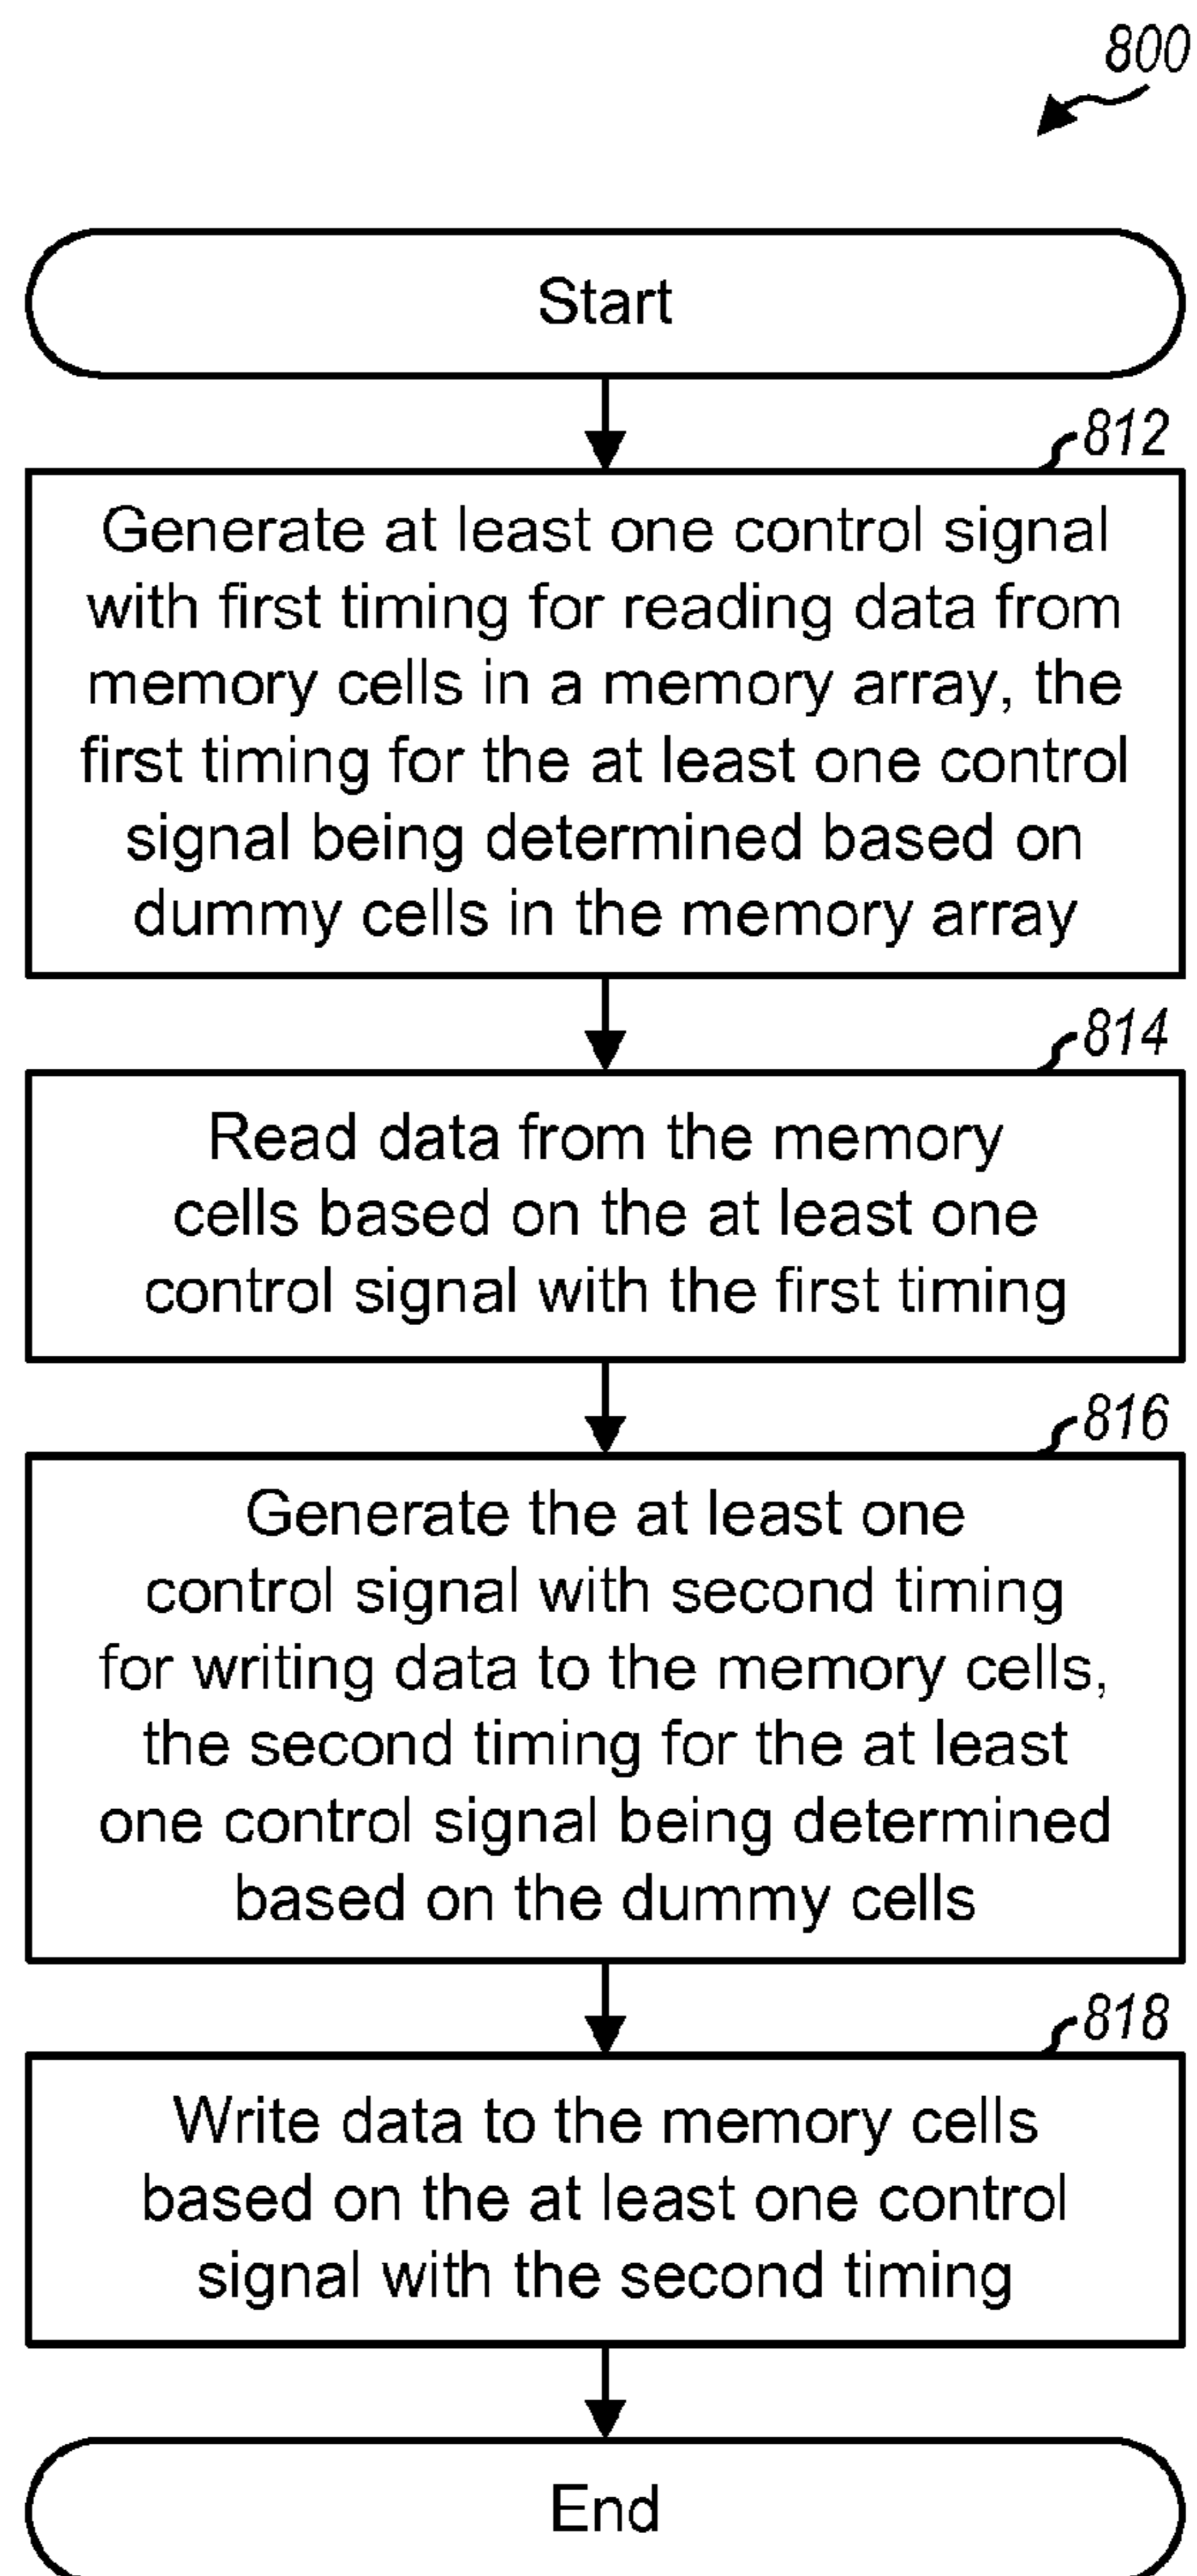 800
Start
812
Generate at least one control signal
with first timing for reading data from
memory cells in a memory array, the
first timing for the at least one control
signal being determined based on
dummy cells in the memory array
814
Read data from the memory
cells based on the at least one
control signal with the first timing
816
Generate the at least one
control signal with second timing
for writing data to the memory cells,
the second timing for the at least
one control signal being determined
based on the dummy cells
818
Write data to the memory cells
based on the at least one control
signal with the second timing
End